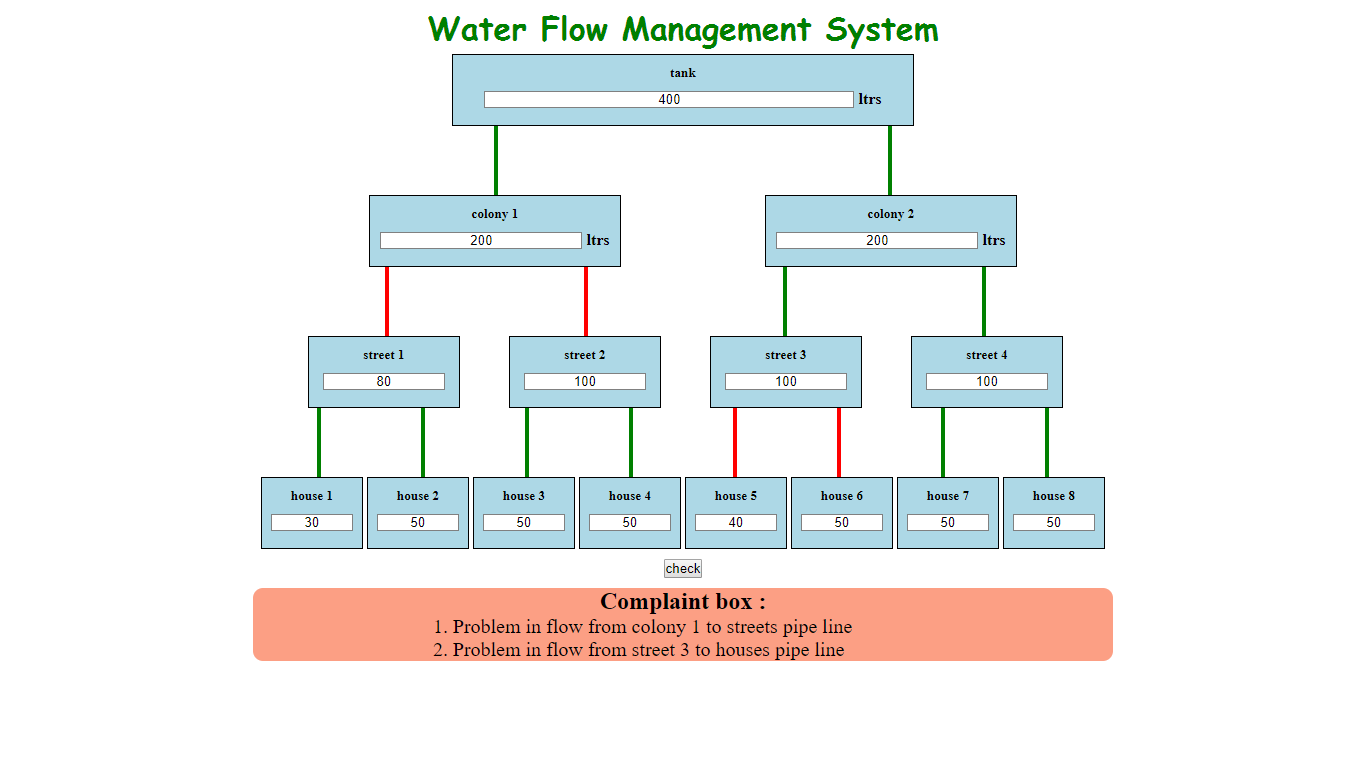 Water Flow Management System
tank
400 ltrs
colony 1 colony 2
200 ltrs 200 ltrs
street 1 street 2 street 3 street 4
80 100 100 100
house 1 house 2 house 3 house 4 house 5 house 6 house 7 house 8
30 50 50 50 40 50 50 50
check
Complaint box :
1. Problem in flow from colony 1 to streets pipe line
2. Problem in flow from street 3 to houses pipe line